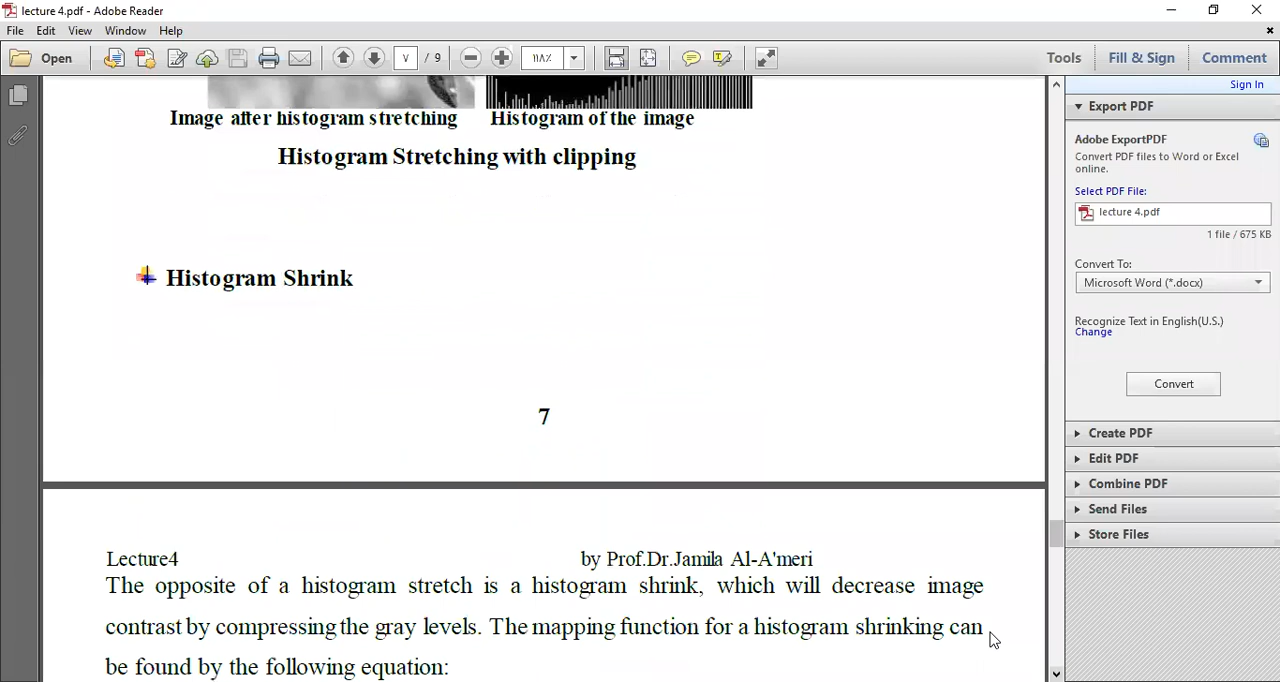 lecture 4.pdf - Adobe Reader
File Edit View Window Help
Open
٧ / 9
١١٨٪
Tools Fill & Sign Comment
Sign In
Image after histogram stretching Histogram of the image
Histogram Stretching with clipping
Histogram Shrink
7
Lecture4 by Prof.Dr.Jamila Al-A'meri
The opposite of a histogram stretch is a histogram shrink, which will decrease image
contrast by compressing the gray levels. The mapping function for a histogram shrinking can
be found by the following equation:
Export PDF
Adobe ExportPDF
Convert PDF files to Word or Excel
online.
Select PDF File:
lecture 4.pdf
1 file / 675 KB
Convert To:
Microsoft Word (*.docx)
Recognize Text in English(U.S.)
Change
Convert
Create PDF
Edit PDF
Combine PDF
Send Files
Store Files